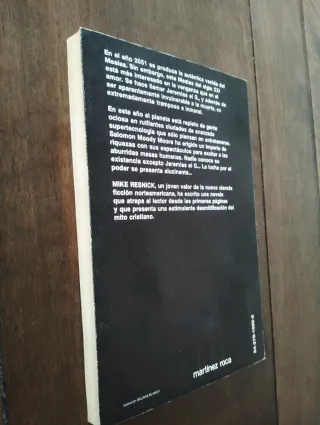 En el año 2051 se produce la auténtica venida del
Mesías. Sin embargo, este Mesías del siglo XXI
está más interesado en la venganza que en el
amor. Se hace llamar Jeremías el G., y además de
ser aparentemente invulnerable a la muerte, es
extremadamente tramposo e inmoral.
En este año el planeta está repleto de gente
ociosa en rutilantes ciudades de avanzada
supertecnología que sólo piensan en entretenerse.
Salomon Moody Moore ha erigido un imperio de
riquezas con sus espectáculos para excitar a las
aburridas masas humanas. Nadie conoce su
existencia excepto Jeremías el G... La lucha por el
poder se presenta alucinante...
MIKE RESNICK, un joven valor de la nueva ciencia
ficción norteamericana, ha escrito una novela
que atrapa al lector desde las primeras páginas
y que presenta una estimulante desmitificación del
mito cristiano.
martínez roca